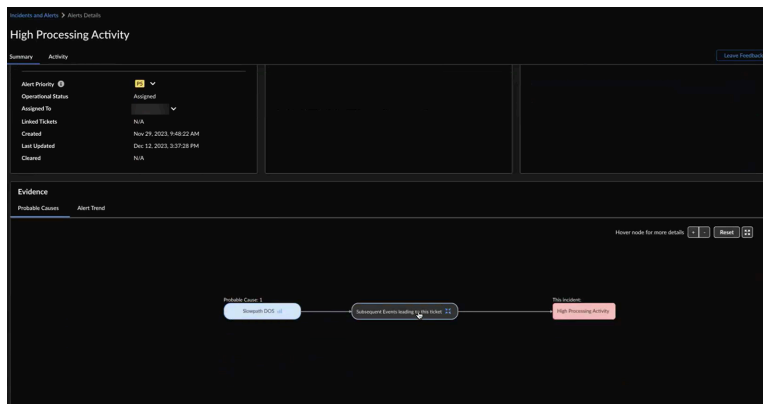 Incidents and Alerts > Alerts Details
High Processing Activity
Summary Activity
Leave Feedback
Alert Priority P5
Operational Status Assigned
Assigned To
Linked Tickets N/A
Created Nov 29, 2023, 9:48:22 AM
Last Updated Dec 12, 2023, 3:37:28 PM
Cleared N/A
Evidence
Probable Causes Alert Trend
Hover node for more details + - Reset
Probable Cause: 1
This incident:
Slowpath DOS
Subsequent Events leading to this ticket
High Processing Activity